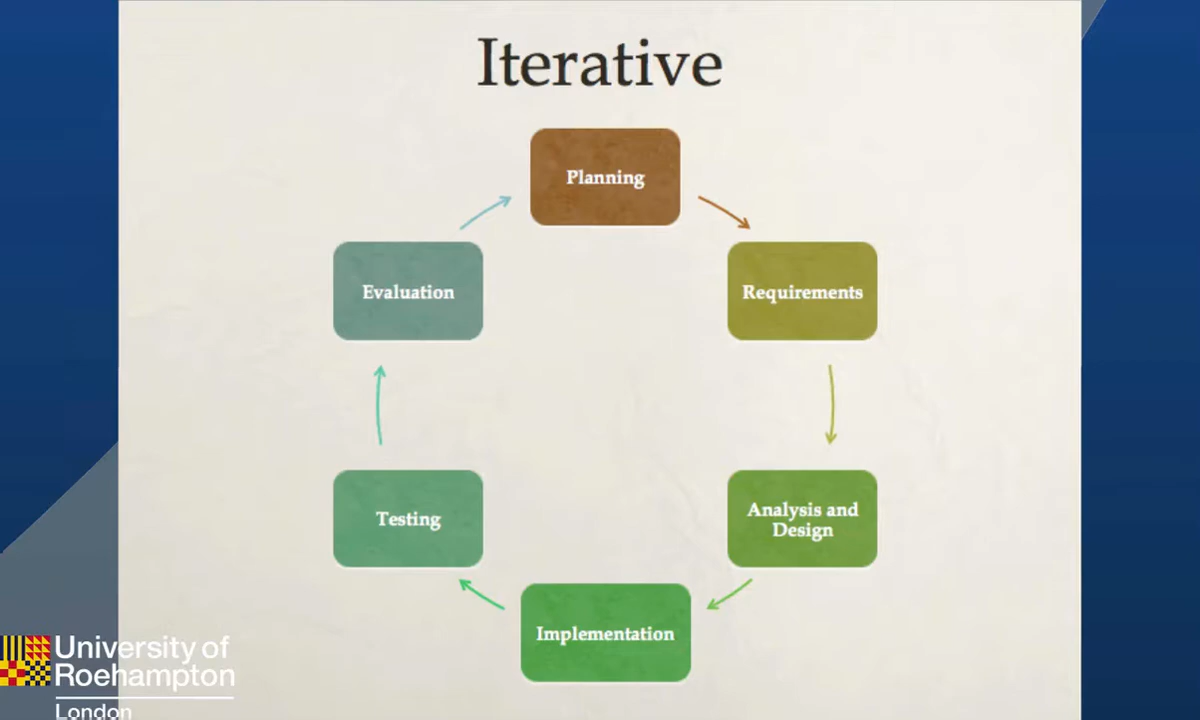 Iterative
Planning
Requirements
Analysis and
Design
Implementation
Testing
Evaluation
University of
Roehampton
London